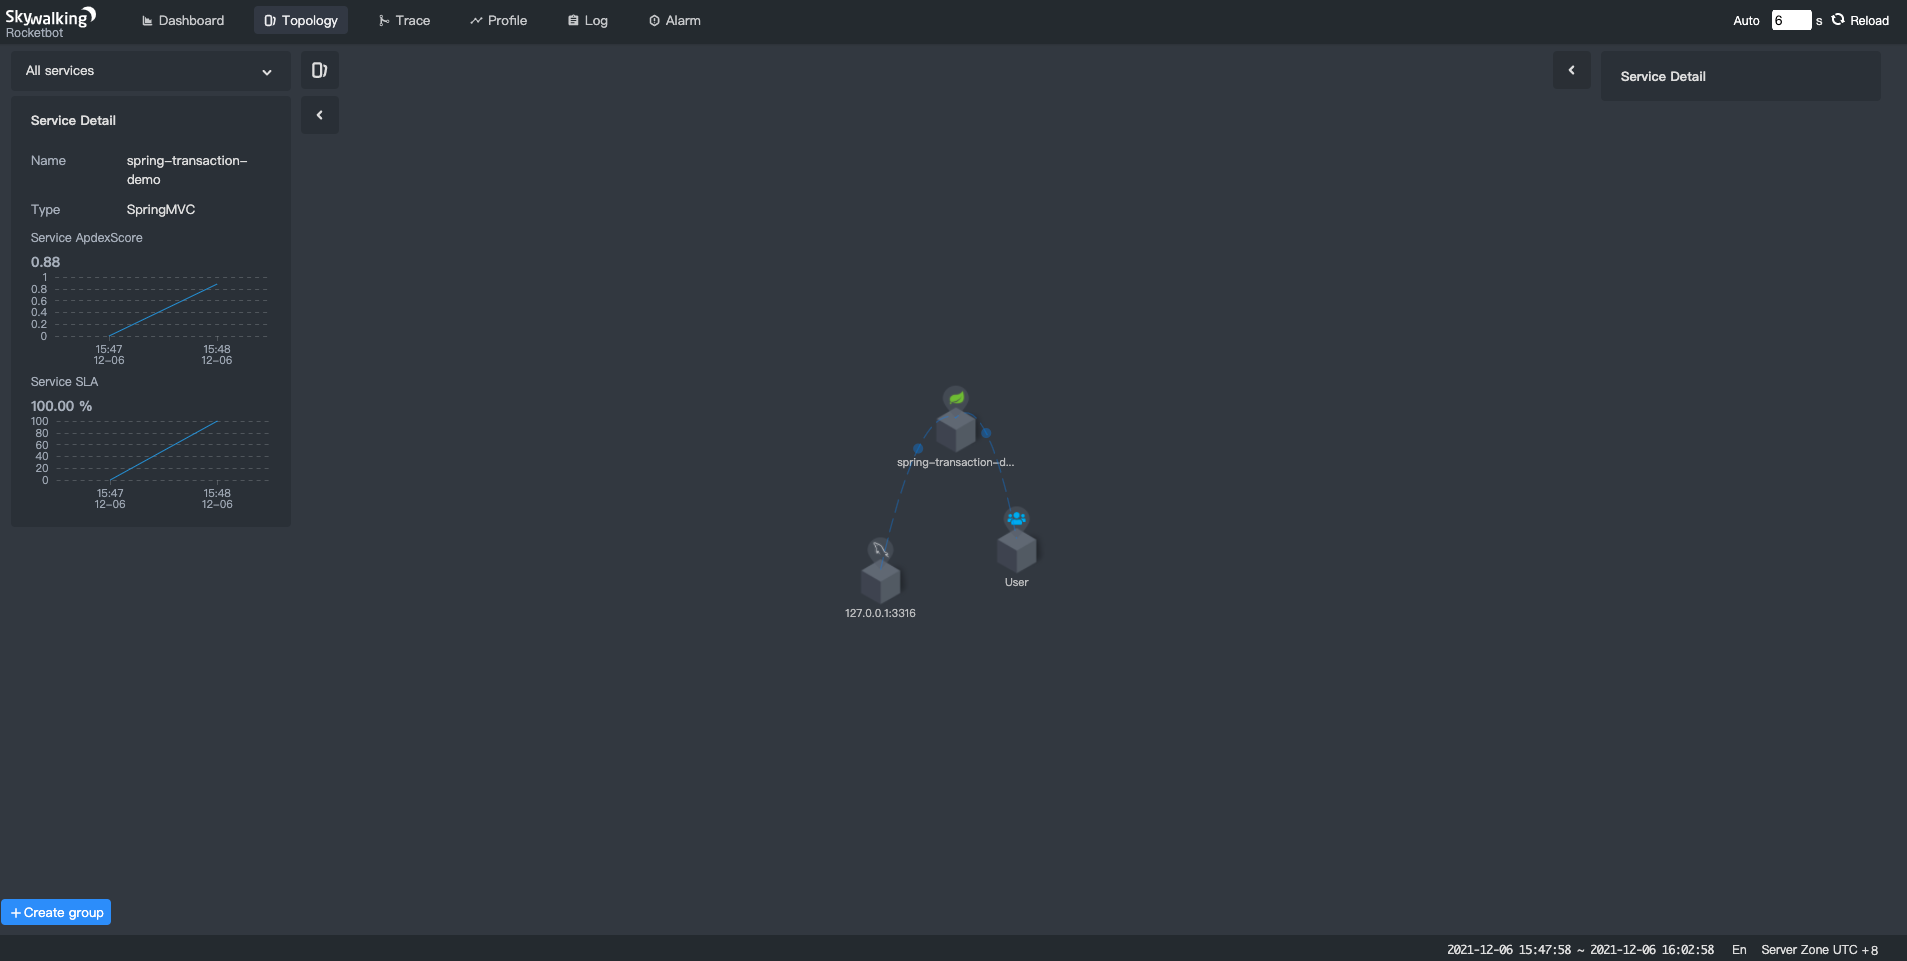 Skywalking
Rocketbot
Dashboard
Topology
Trace
Profile
Log
Alarm
Auto 6 s Reload
All services
Service Detail
Name spring-transaction-
demo
Type SpringMVC
Service ApdexScore
0.88
1
0.8
0.6
0.4
0.2
0
15:47 15:48
12-06 12-06
Service SLA
100.00 %
100
80
60
40
20
0
15:47 15:48
12-06 12-06
spring-transaction-d...
User
127.0.0.1:3316
Service Detail
+ Create group
2021-12-06 15:47:58 ~ 2021-12-06 16:02:58 En Server Zone UTC +8